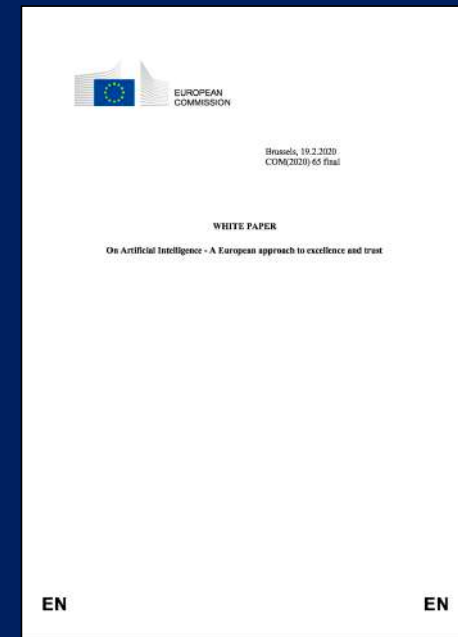 EUROPEAN
COMMISSION
Brussels, 19.2.2020
COM(2020) 65 final
WHITE PAPER
On Artificial Intelligence - A European approach to excellence and trust
EN EN